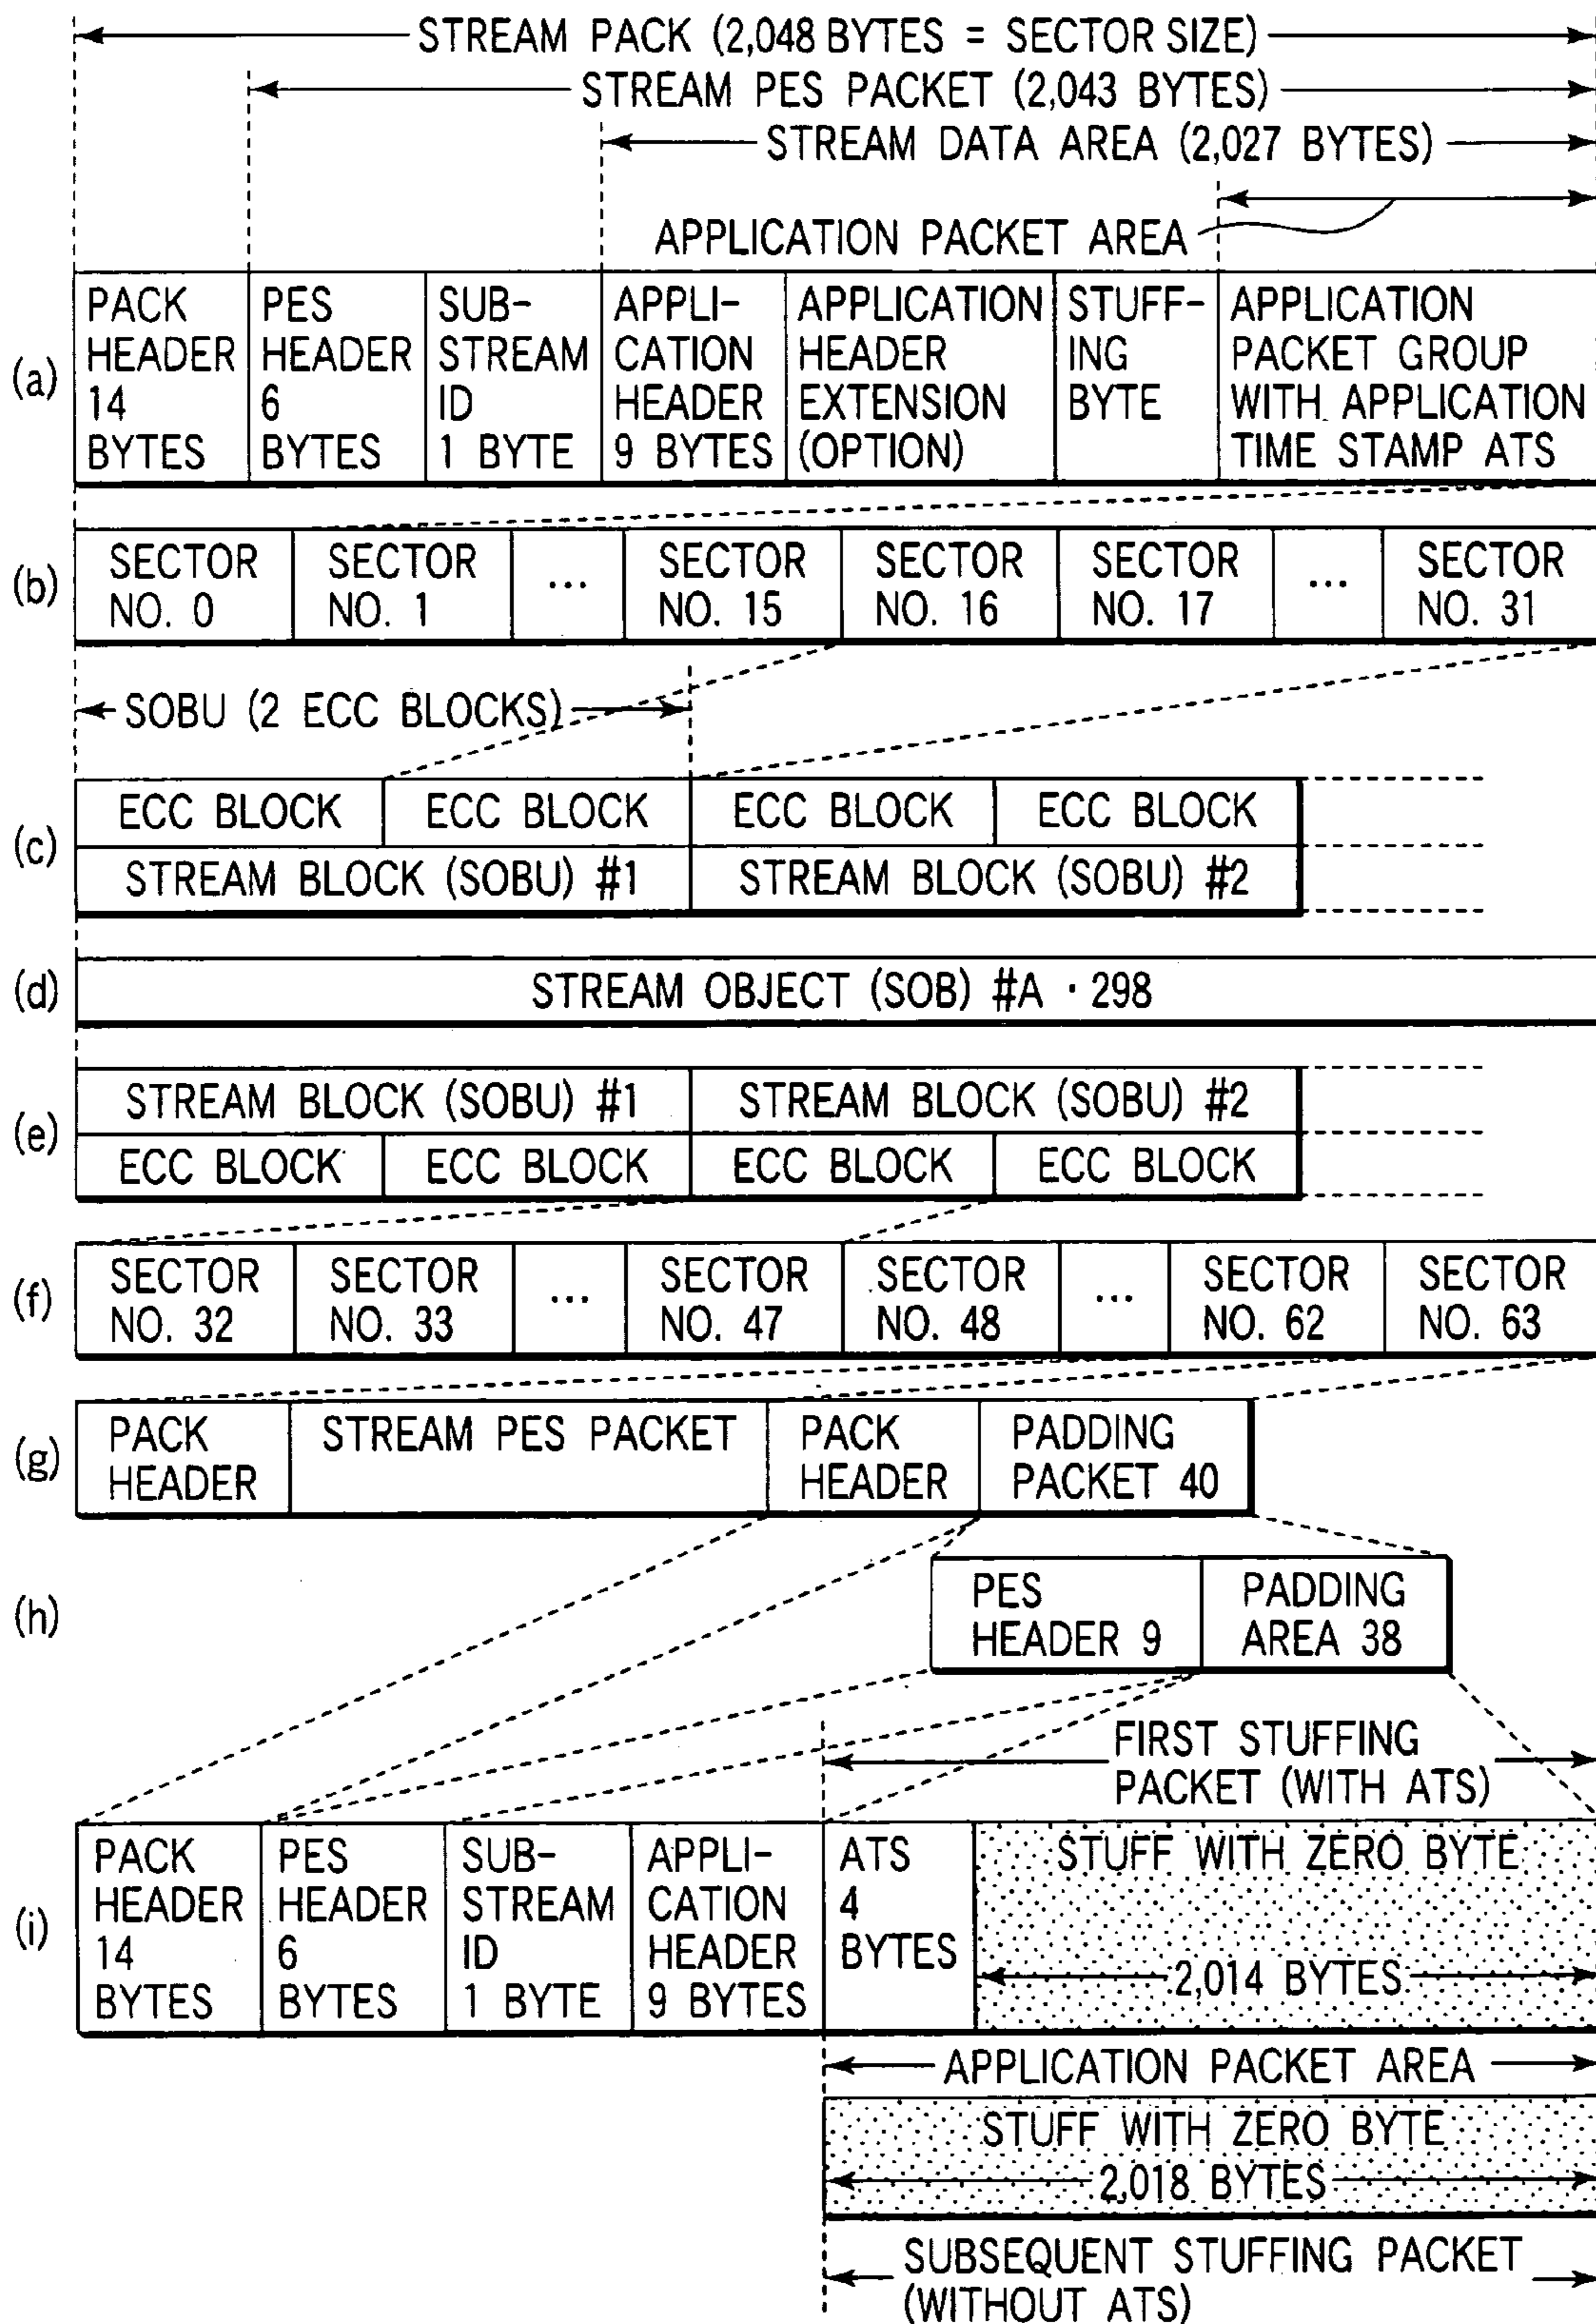 STREAM PACK (2,048 BYTES = SECTOR SIZE)
STREAM PES PACKET (2,043 BYTES)
STREAM DATA AREA (2,027 BYTES)
APPLICATION PACKET AREA
(a)
PACK
HEADER
14
BYTES
PES
HEADER
6
BYTES
SUB-
STREAM
ID
1 BYTE
APPLI-
CATION
HEADER
9 BYTES
APPLICATION
HEADER
EXTENSION
(OPTION)
STUFF-
ING
BYTE
APPLICATION
PACKET GROUP
WITH APPLICATION
TIME STAMP ATS
(b)
SECTOR
NO. 0
SECTOR
NO. 1
...
SECTOR
NO. 15
SECTOR
NO. 16
SECTOR
NO. 17
...
SECTOR
NO. 31
SOBU (2 ECC BLOCKS)
(c)
ECC BLOCK
ECC BLOCK
ECC BLOCK
ECC BLOCK
STREAM BLOCK (SOBU) #1
STREAM BLOCK (SOBU) #2
(d)
STREAM OBJECT (SOB) #A · 298
(e)
STREAM BLOCK (SOBU) #1
STREAM BLOCK (SOBU) #2
ECC BLOCK
ECC BLOCK
ECC BLOCK
ECC BLOCK
(f)
SECTOR
NO. 32
SECTOR
NO. 33
...
SECTOR
NO. 47
SECTOR
NO. 48
...
SECTOR
NO. 62
SECTOR
NO. 63
(g)
PACK
HEADER
STREAM PES PACKET
PACK
HEADER
PADDING
PACKET 40
(h)
PES
HEADER 9
PADDING
AREA 38
FIRST STUFFING
PACKET (WITH ATS)
(i)
PACK
HEADER
14
BYTES
PES
HEADER
6
BYTES
SUB-
STREAM
ID
1 BYTE
APPLI-
CATION
HEADER
9 BYTES
ATS
4
BYTES
STUFF WITH ZERO BYTE
2,014 BYTES
APPLICATION PACKET AREA
STUFF WITH ZERO BYTE
2,018 BYTES
SUBSEQUENT STUFFING PACKET
(WITHOUT ATS)